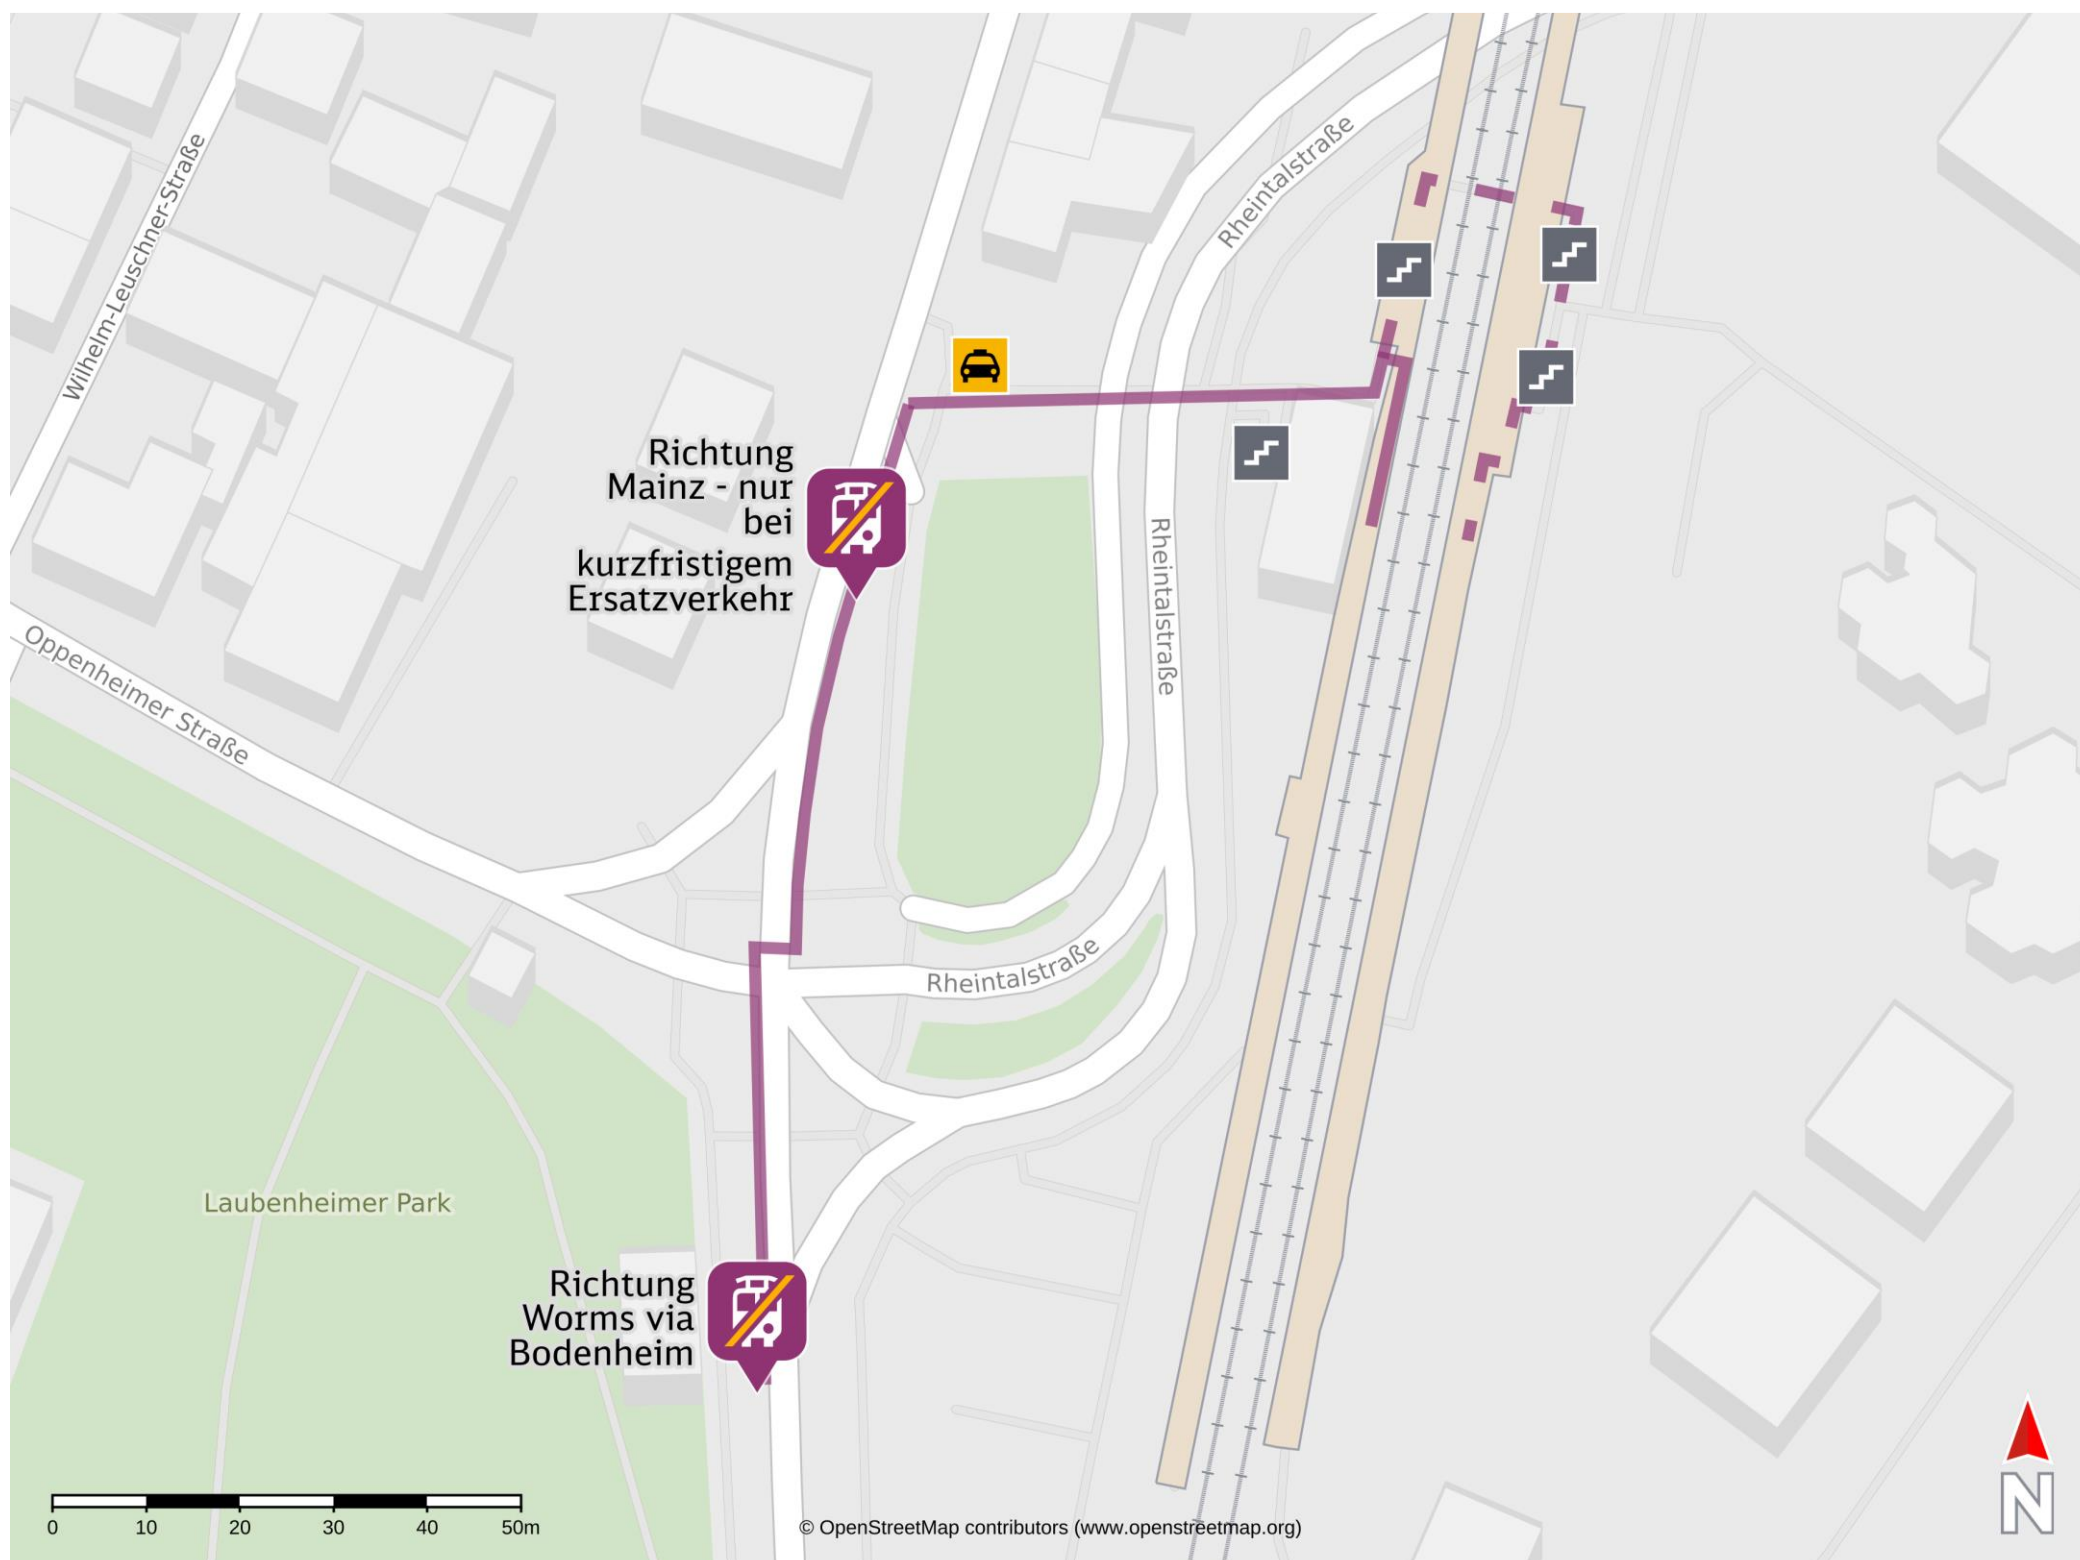 Wilhelm-Leuschner-Straße
Rheintalstraße
Richtung
Mainz - nur
bei
kurzfristigem
Ersatzverkehr
Rheintalstraße
Oppenheimer Straße
Rheintalstraße
Laubenheimer Park
Richtung
Worms via
Bodenheim
0 10 20 30 40 50m
© OpenStreetMap contributors (www.openstreetmap.org)
N